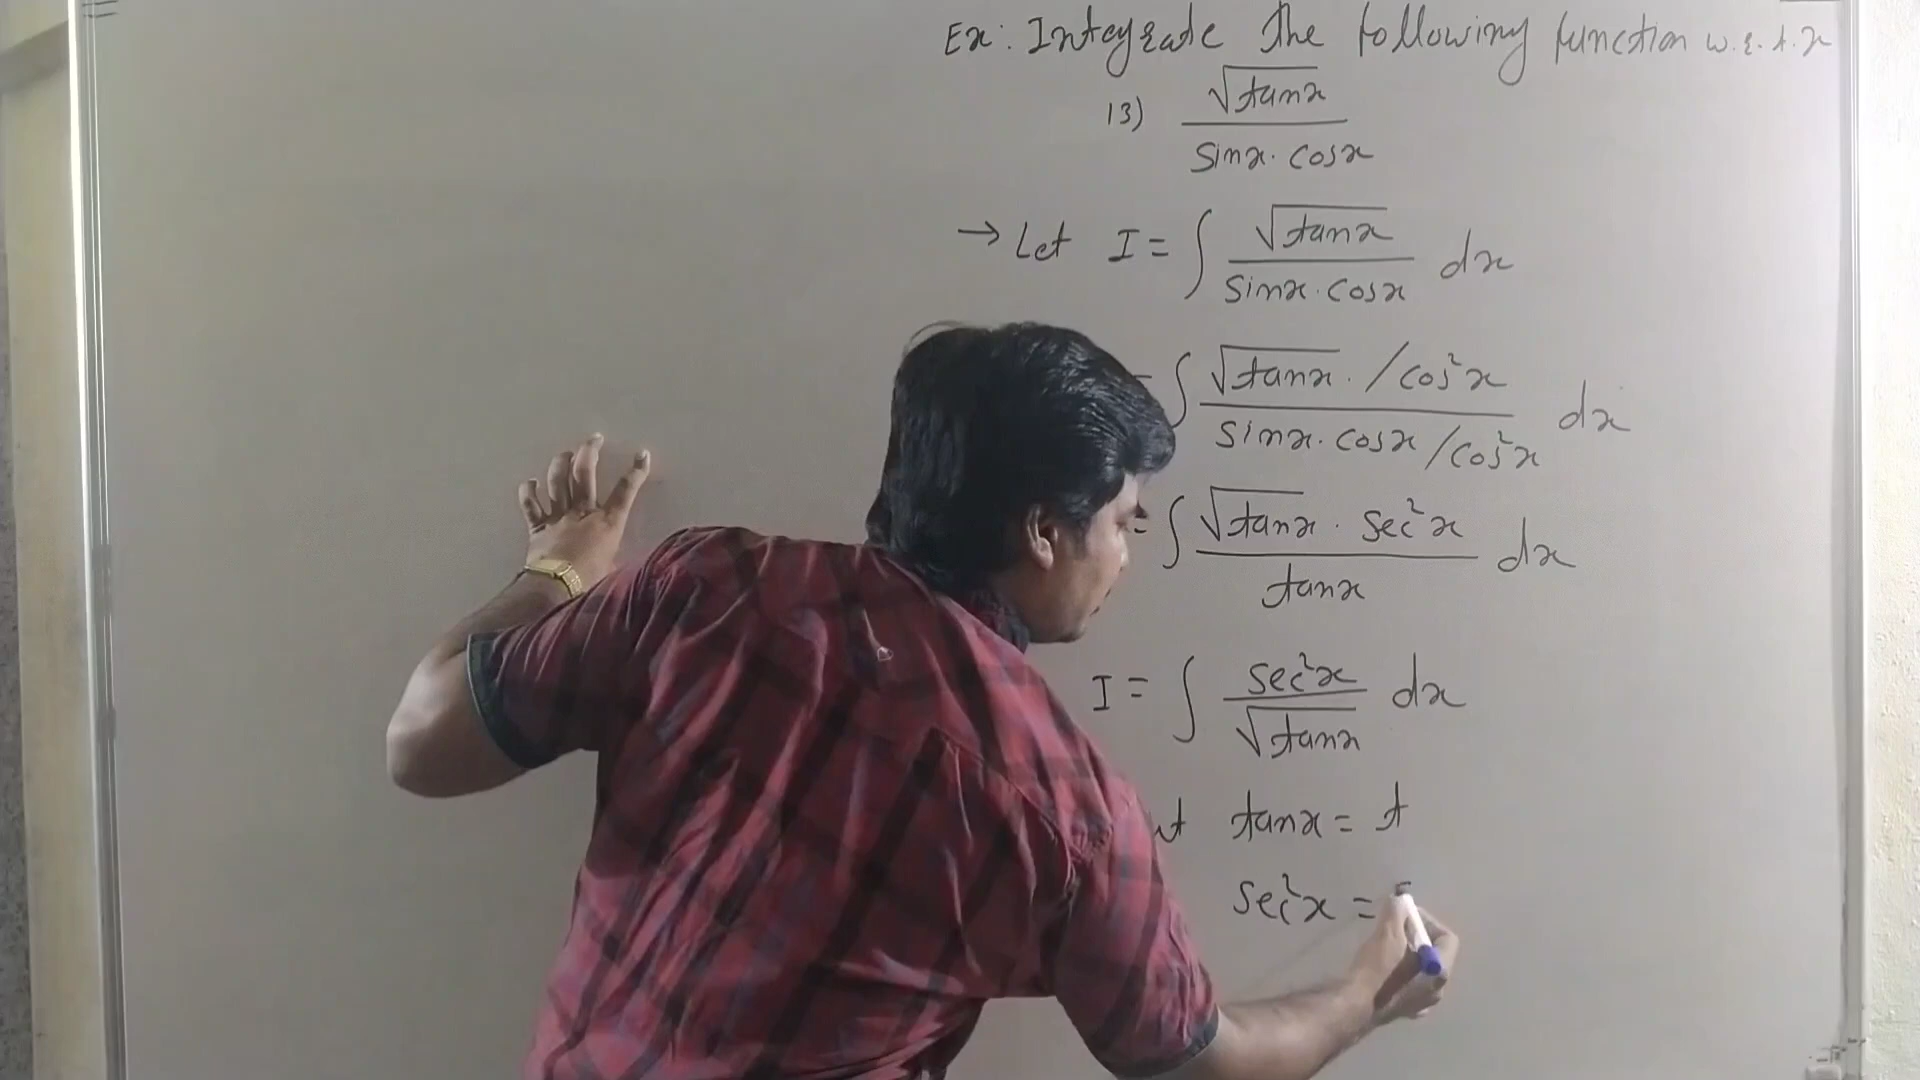 Ex: Integrate the following function w.r.t.x
13) √tanx / sinx. cosx
→ Let I = ∫ √tanx / sinx. cosx dx
= ∫ √tanx. /cos²x / sinx. cosx /cos²x dx
= ∫ √tanx . sec²x / tanx dx
I = ∫ sec²x / √tanx dx
tanx = t
sec²x =